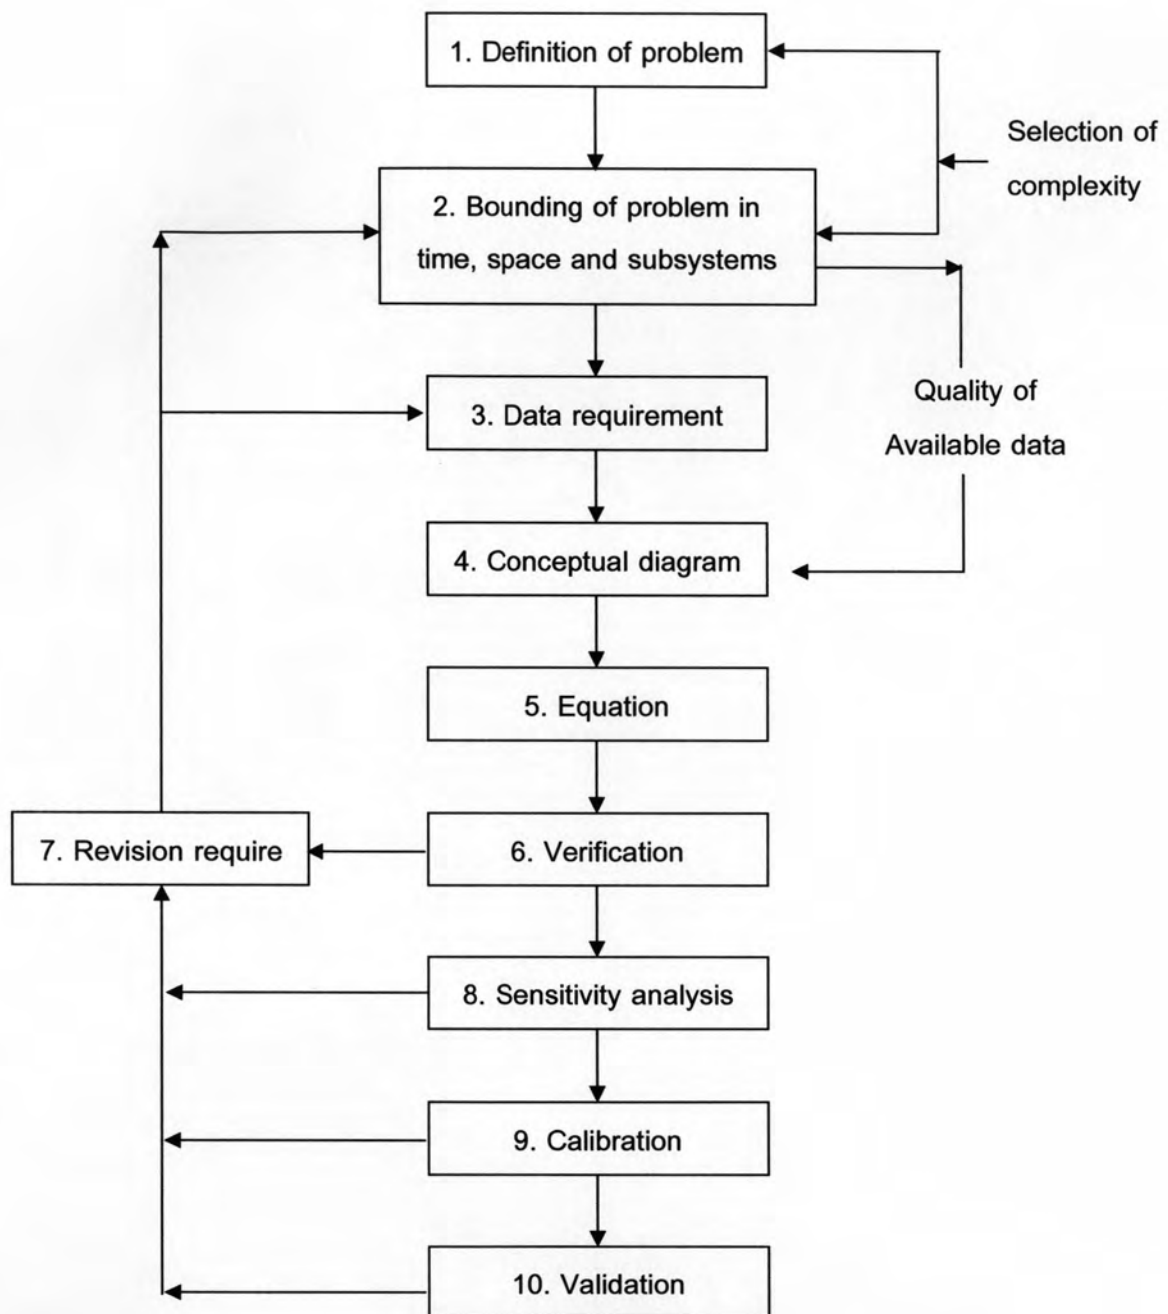 1. Definition of problem
Selection of
complexity
2. Bounding of problem in
time, space and subsystems
3. Data requirement
Quality of
Available data
4. Conceptual diagram
5. Equation
7. Revision require
6. Verification
8. Sensitivity analysis
9. Calibration
10. Validation